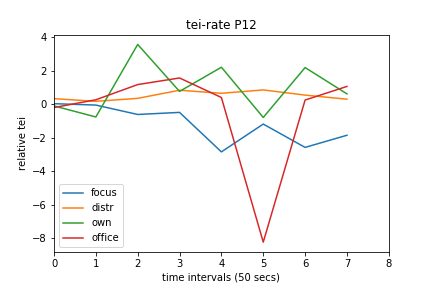 tei-rate P12
4
2
0
−2
−4
−6
−8
relative tei
focus
distr
own
office
0 1 2 3 4 5 6 7 8
time intervals (50 secs)